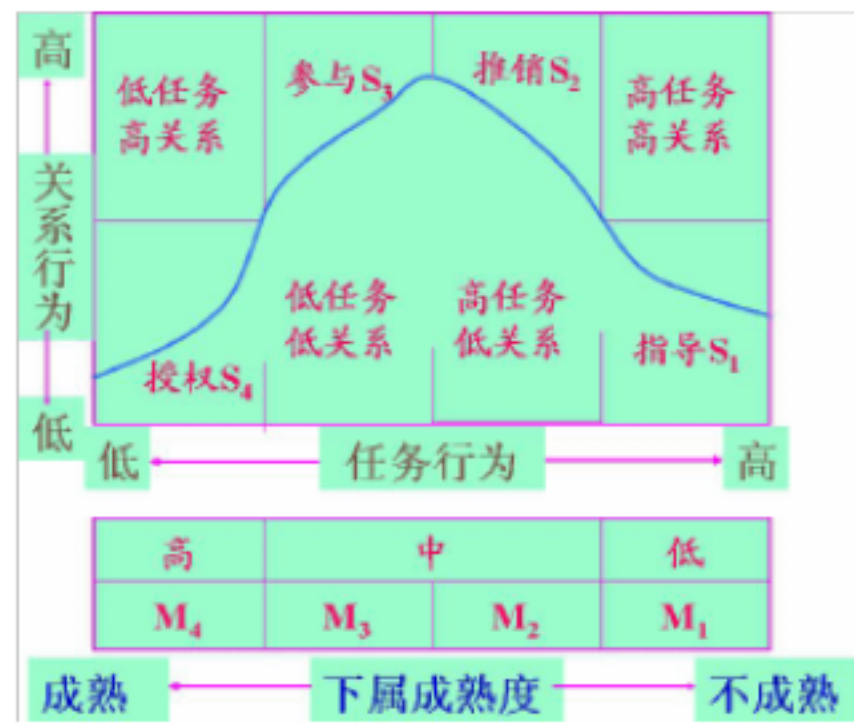 高
低任务
高关系
参与S3
推销S2
高任务
高关系
关系行为
低任务
低关系
高任务
低关系
授权S4
指导S1
低
低
任务行为
高
高
中
低
M4
M3
M2
M1
成熟
下属成熟度
不成熟